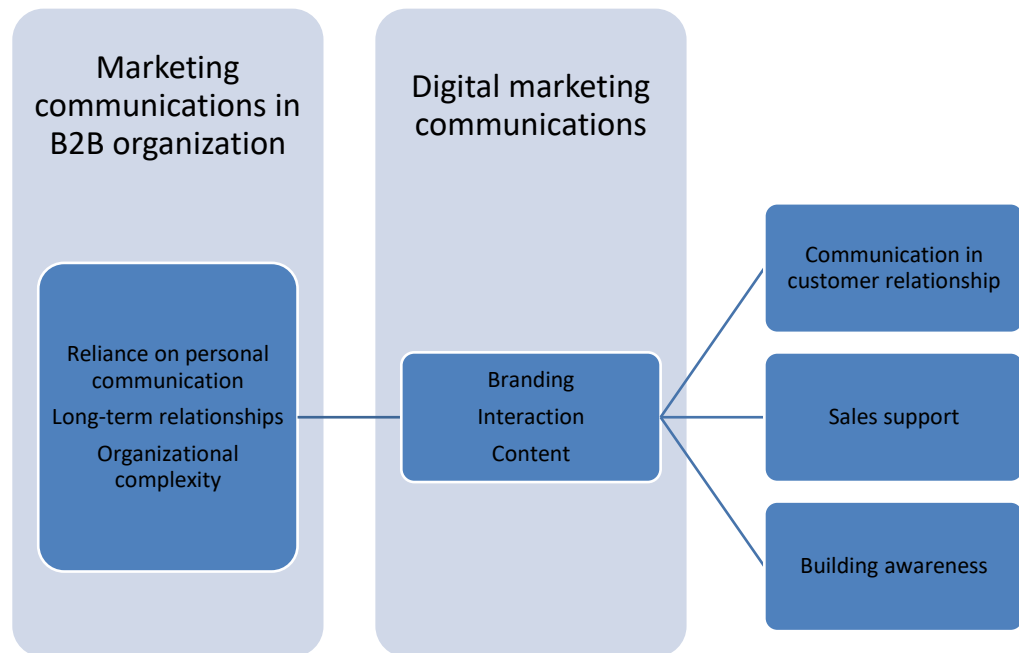 Marketing
communications in
B2B organization
Digital marketing
communications
Reliance on personal
communication
Long-term relationships
Organizational
complexity
Branding
Interaction
Content
Communication in
customer relationship
Sales support
Building awareness